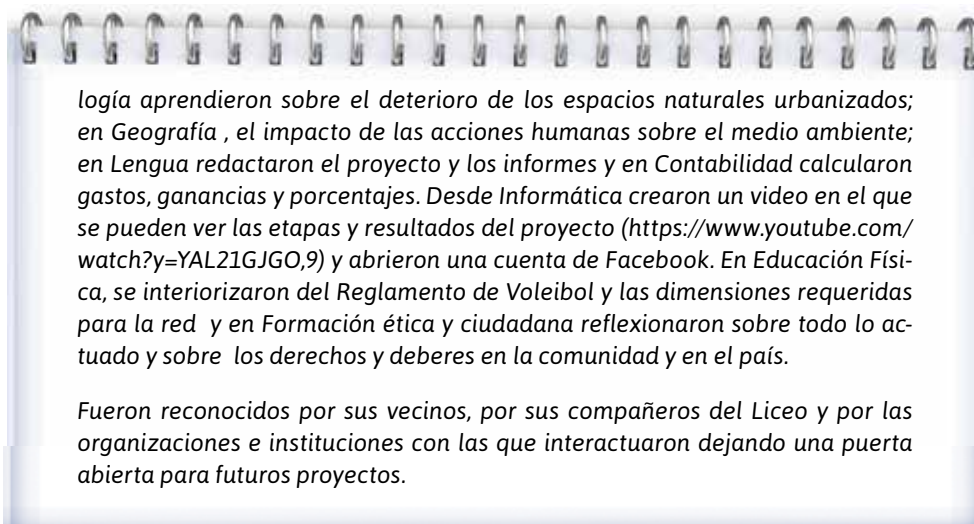 logía aprendieron sobre el deterioro de los espacios naturales urbanizados;
en Geografía , el impacto de las acciones humanas sobre el medio ambiente;
en Lengua redactaron el proyecto y los informes y en Contabilidad calcularon
gastos, ganancias y porcentajes. Desde Informática crearon un video en el que
se pueden ver las etapas y resultados del proyecto (https://www.youtube.com/
watch?y=YAL21GJGO,9) y abrieron una cuenta de Facebook. En Educación Físi-
ca, se interiorizaron del Reglamento de Voleibol y las dimensiones requeridas
para la red y en Formación ética y ciudadana reflexionaron sobre todo lo ac-
tuado y sobre los derechos y deberes en la comunidad y en el país.
Fueron reconocidos por sus vecinos, por sus compañeros del Liceo y por las
organizaciones e instituciones con las que interactuaron dejando una puerta
abierta para futuros proyectos.